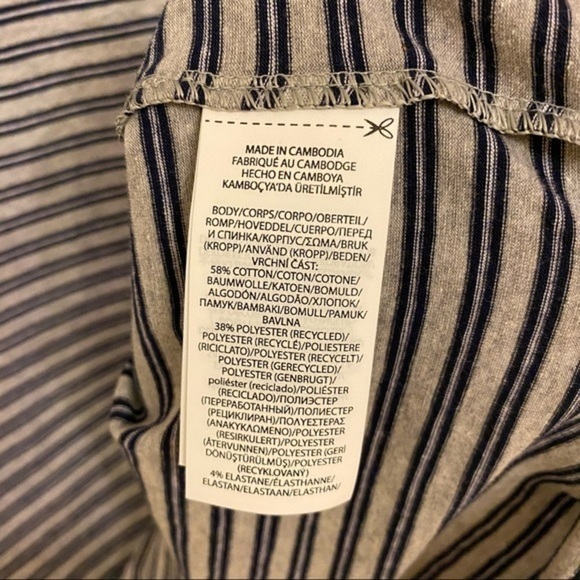 MADE IN CAMBODIA
FABRIQUÉ AU CAMBODGE
HECHO EN CAMBOYA
KAMBOÇYA'DA ÜRETİLMİŞTİR
BODY/CORPS/CORPO/OBERTEIL/
ROMP/HOVEDDEL/CUERPO/ПЕРЕД
И СПИНКА/КОРПУС/ΣΩΜΑ/BRUK
(KROPP)/ANVÄND (KROPP)/BEDEN/
VRCHNÍ ČÁST:
58% COTTON/COTON/COTONE/
BAUMWOLLE/KATOEN/BOMULD/
ALGODÓN/ALGODÃO/ХЛОПОК/
ПАМУК/ΒΑΜΒΑΚΙ/BOMULL/PAMUK/
BAVLNA
38% POLYESTER (RECYCLED)/
POLYESTER (RECYCLÉ)/POLIESTERE
(RICICLATO)/POLYESTER (RECYCELT)/
POLYESTER (GERECYCLED)/
POLYESTER (GENBRUGT)/
poliéster (reciclado)/POLIÉSTER
(RECICLADO)/ПОЛИЭСТЕР
(ПЕРЕРАБОТАННЫЙ)/ПОЛИЕСТЕР
(РЕЦИКЛИРАН)/ΠΟΛΥΕΣΤΕΡΑΣ
(ΑΝΑΚΥΚΛΩΜΕΝΟ)/POLYESTER
(RESIRKULERT)/POLYESTER
(ÅTERVUNNEN)/POLYESTER (GERİ
DÖNÜŞTÜRÜLMÜŞ)/POLYESTER
(RECYKLOVANÝ)
4% ELASTANE/ÉLASTHANNE/
ELASTAN/ELASTAAN/ELASTHAN/